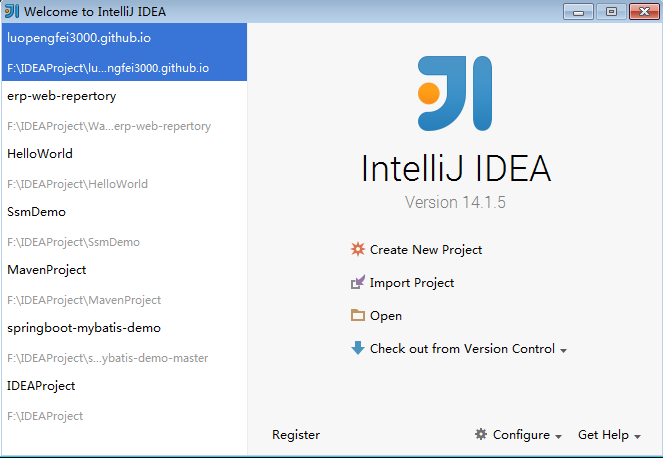 Welcome to IntelliJ IDEA
luopengfei3000.github.io
F:\IDEAProject\lu...ngfei3000.github.io
erp-web-repertory
F:\IDEAProject\Wa...erp-web-repertory
HelloWorld
F:\IDEAProject\HelloWorld
SsmDemo
F:\IDEAProject\SsmDemo
MavenProject
F:\IDEAProject\MavenProject
springboot-mybatis-demo
F:\IDEAProject\s...ybatis-demo-master
IDEAProject
F:\IDEAProject
IntelliJ IDEA
Version 14.1.5
Create New Project
Import Project
Open
Check out from Version Control
Register
Configure
Get Help